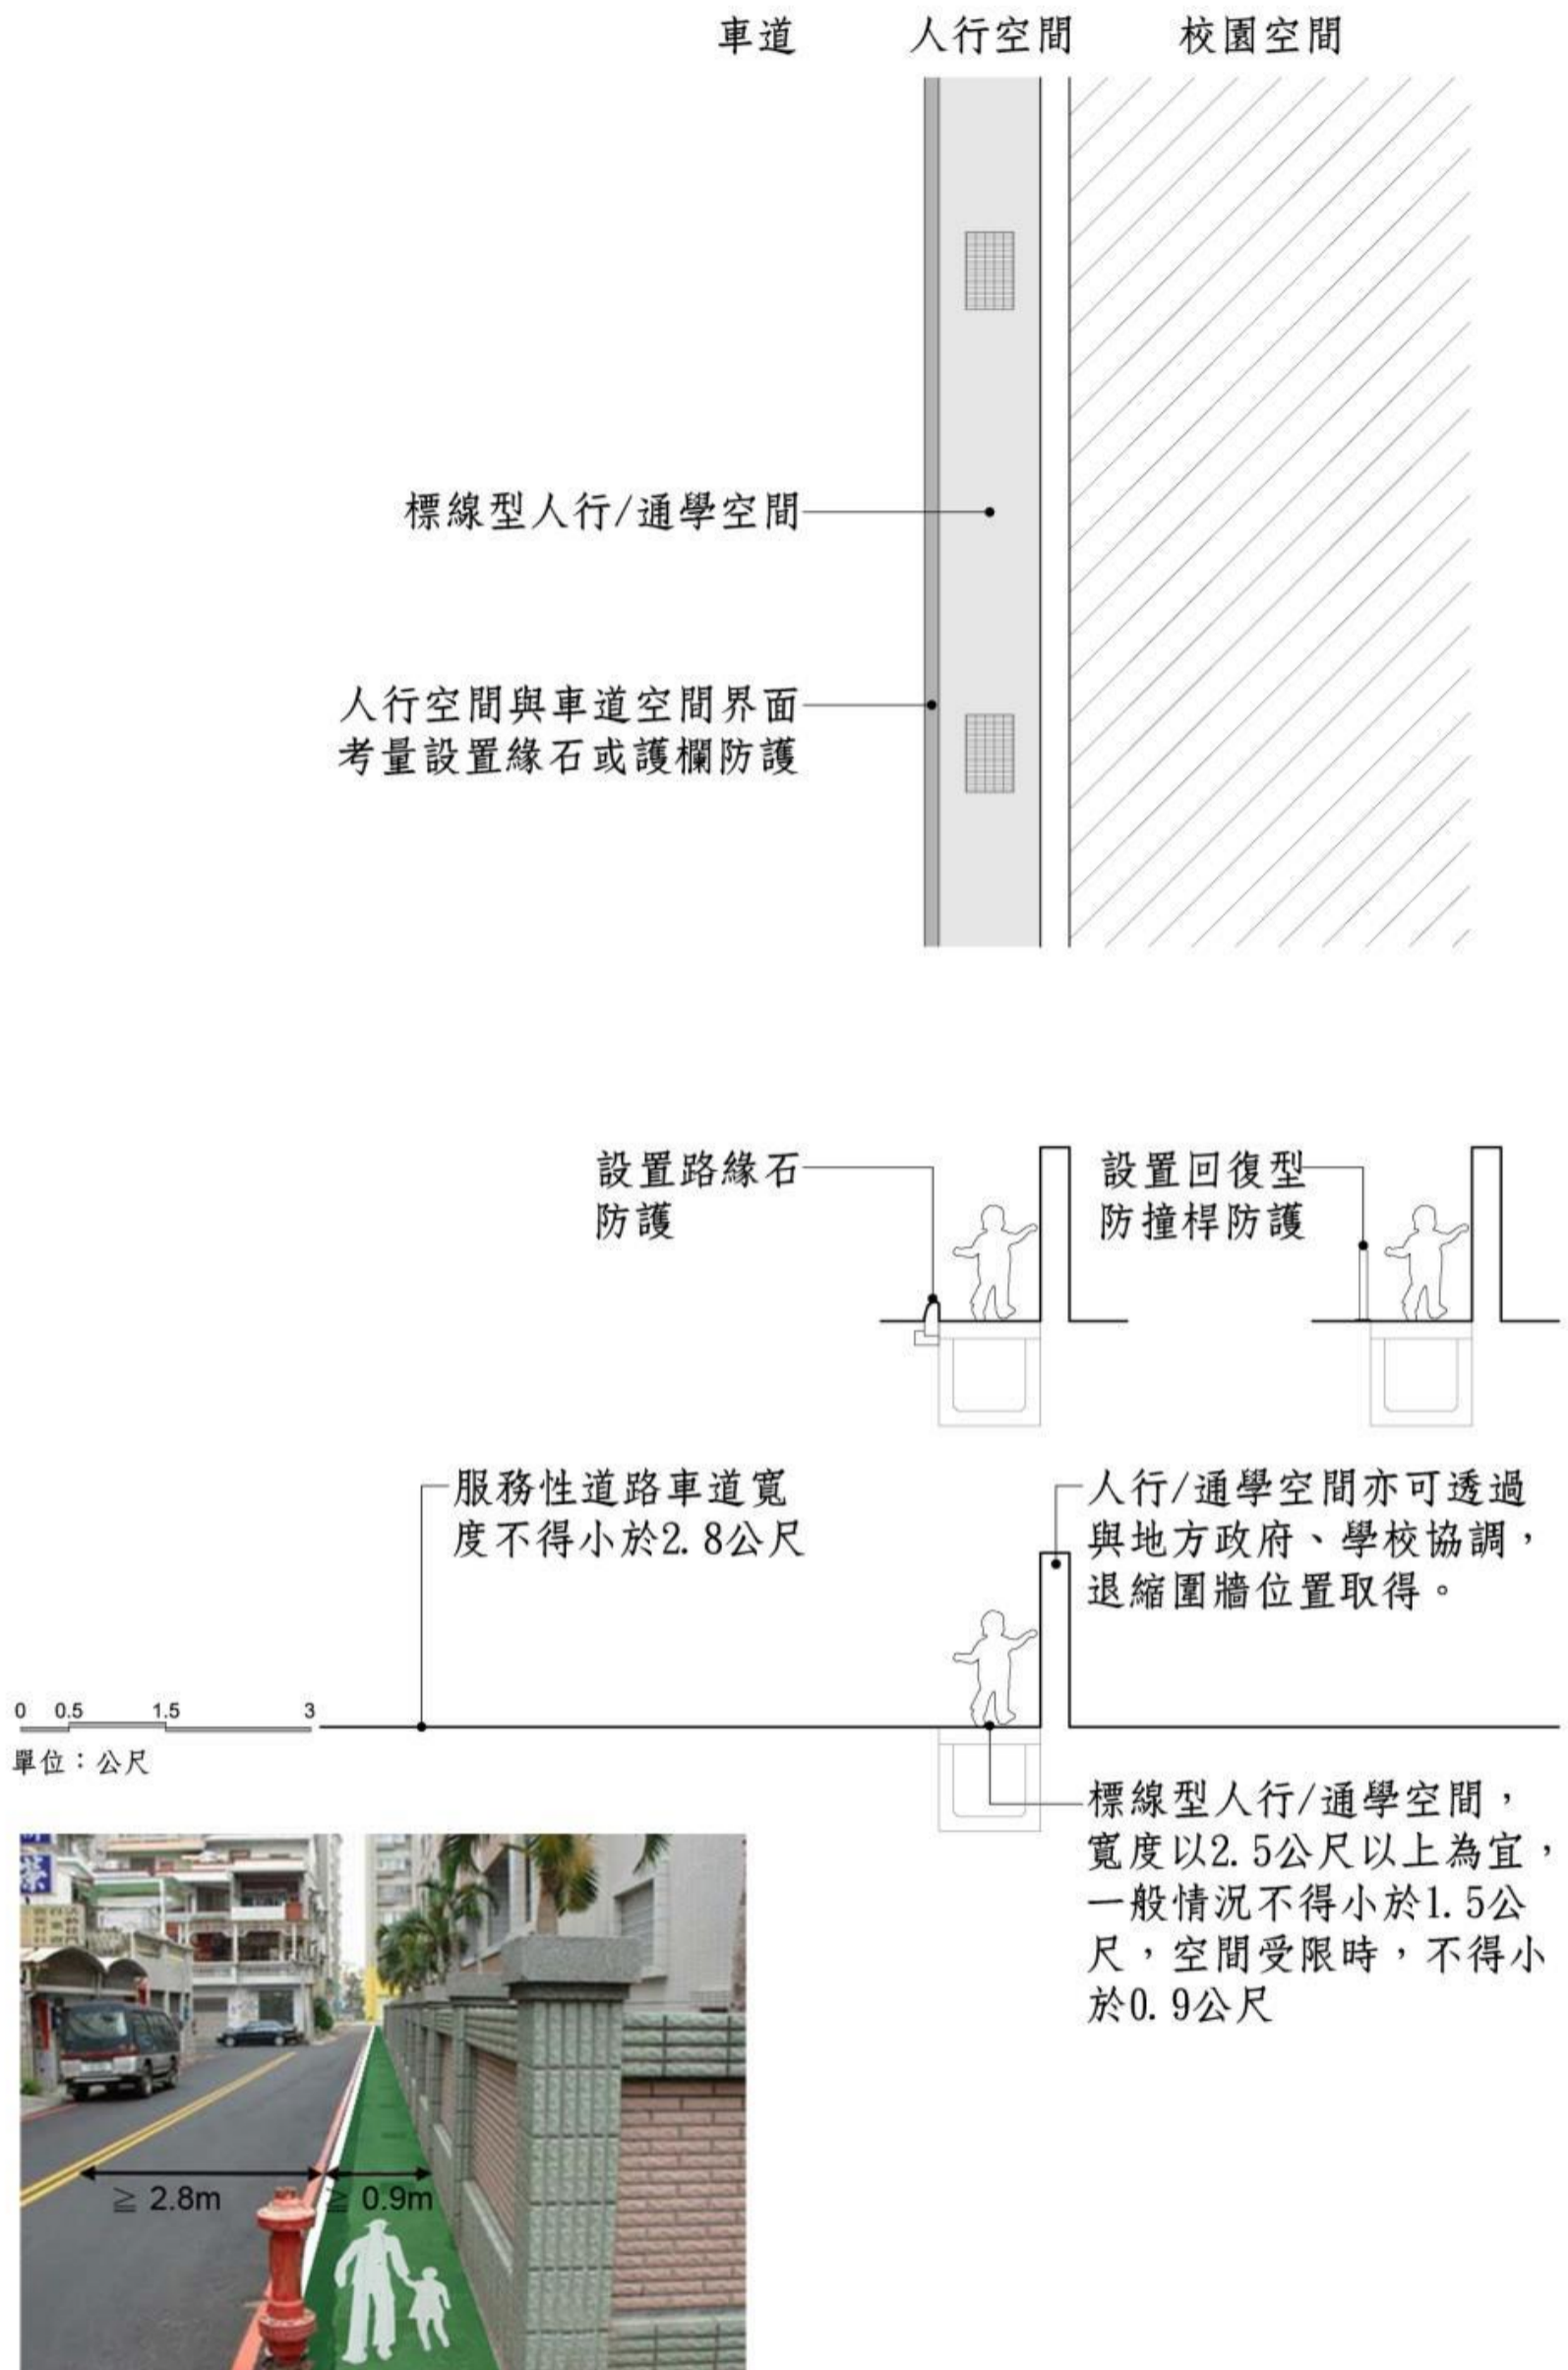 車道 人行空間 校園空間
標線型人行/通學空間
人行空間與車道空間界面
考量設置緣石或護欄防護
設置路緣石
防護
設置回復型
防撞桿防護
服務性道路車道寬
度不得小於2.8公尺
人行/通學空間亦可透過
與地方政府、學校協調，
退縮圍牆位置取得。
0 0.5 1.5 3
單位：公尺
標線型人行/通學空間，
寬度以2.5公尺以上為宜，
一般情況不得小於1.5公
尺，空間受限時，不得小
於0.9公尺
≧ 2.8m
≧ 0.9m